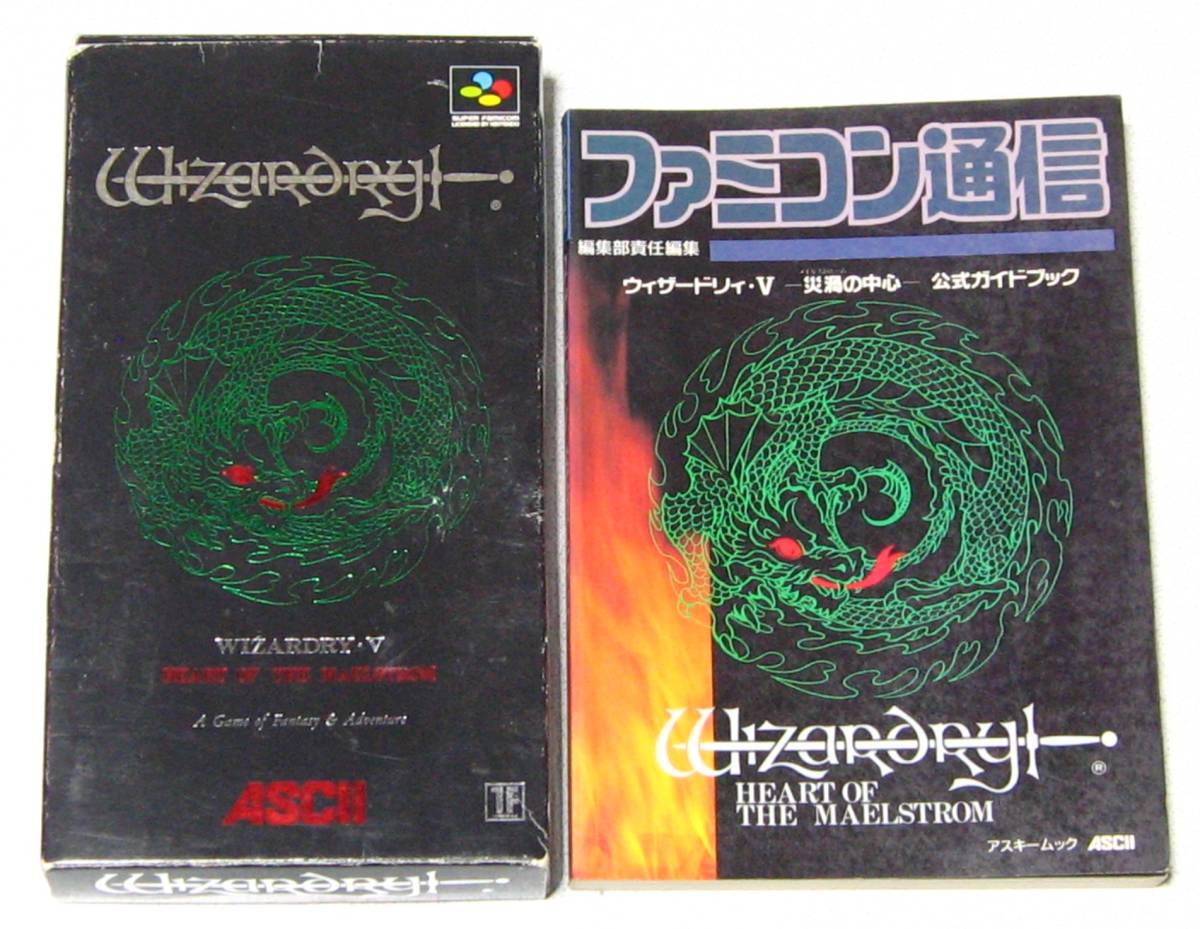 SUPER FAMICOM
LICENSED BY NINTENDO
Wizardry
®
WIZARDRY·V
HEART OF THE MAELSTROM
A Game of Fantasy & Adventure
ASCII
Wizardry
ファミコン通信
編集部責任編集
ウィザードリィ・V —災渦の中心— 公式ガイドブック
Wizardry
®
HEART OF
THE MAELSTROM
アスキームック ASCII